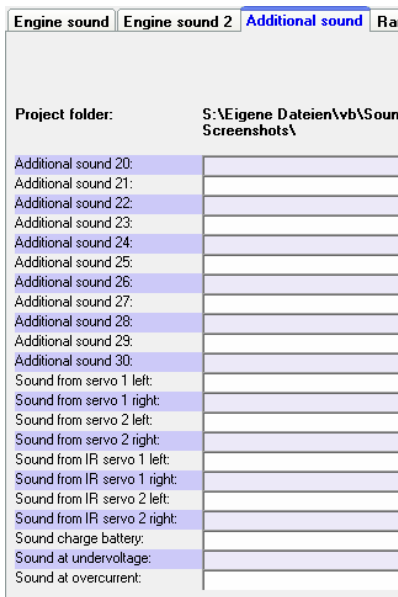 Engine sound Engine sound 2 Additional sound
Project folder: S:\Eigene Dateien\vb\Soun
Screenshots\
Additional sound 20:
Additional sound 21:
Additional sound 22:
Additional sound 23:
Additional sound 24:
Additional sound 25:
Additional sound 26:
Additional sound 27:
Additional sound 28:
Additional sound 29:
Additional sound 30:
Sound from servo 1 left:
Sound from servo 1 right:
Sound from servo 2 left:
Sound from servo 2 right:
Sound from IR servo 1 left:
Sound from IR servo 1 right:
Sound from IR servo 2 left:
Sound from IR servo 2 right:
Sound charge battery:
Sound at undervoltage:
Sound at overcurrent: